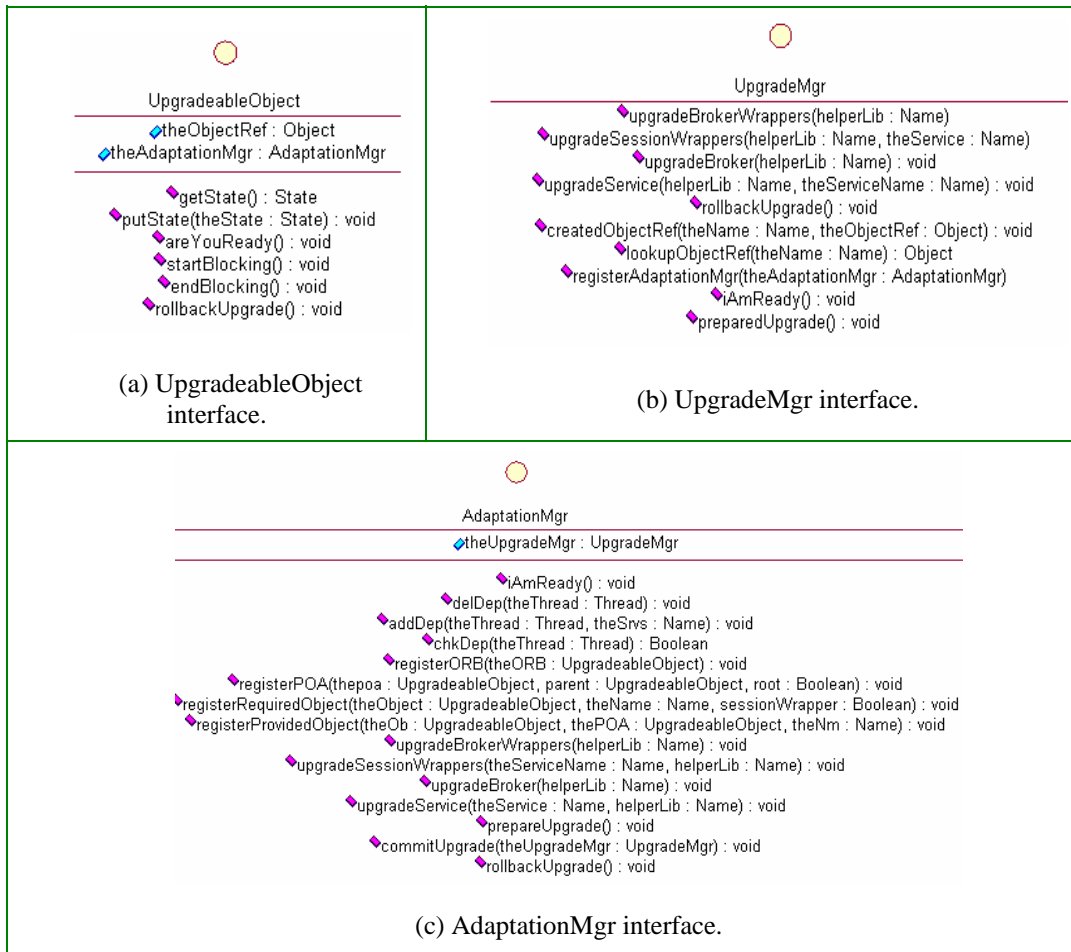 UpgradeableObject
theObjectRef : Object
theAdaptationMgr : AdaptationMgr
getState() : State
putState(theState : State) : void
areYouReady() : void
startBlocking() : void
endBlocking() : void
rollbackUpgrade() : void
(a) UpgradeableObject
interface.
UpgradeMgr
upgradeBrokerWrappers(helperLib : Name)
upgradeSessionWrappers(helperLib : Name, theService : Name)
upgradeBroker(helperLib : Name) : void
upgradeService(helperLib : Name, theServiceName : Name) : void
rollbackUpgrade() : void
createdObjectRef(theName : Name, theObjectRef : Object) : void
lookupObjectRef(theName : Name) : Object
registerAdaptationMgr(theAdaptationMgr : AdaptationMgr)
iAmReady() : void
preparedUpgrade() : void
(b) UpgradeMgr interface.
AdaptationMgr
theUpgradeMgr : UpgradeMgr
iAmReady() : void
delDep(theThread : Thread) : void
addDep(theThread : Thread, theSrvs : Name) : void
chkDep(theThread : Thread) : Boolean
registerORB(theORB : UpgradeableObject) : void
registerPOA(thepoa : UpgradeableObject, parent : UpgradeableObject, root : Boolean) : void
registerRequiredObject(theObject : UpgradeableObject, theName : Name, sessionWrapper : Boolean) : void
registerProvidedObject(theOb : UpgradeableObject, thePOA : UpgradeableObject, theNm : Name) : void
upgradeBrokerWrappers(helperLib : Name) : void
upgradeSessionWrappers(theServiceName : Name, helperLib : Name) : void
upgradeBroker(helperLib : Name) : void
upgradeService(theService : Name, helperLib : Name) : void
prepareUpgrade() : void
commitUpgrade(theUpgradeMgr : UpgradeMgr) : void
rollbackUpgrade() : void
(c) AdaptationMgr interface.